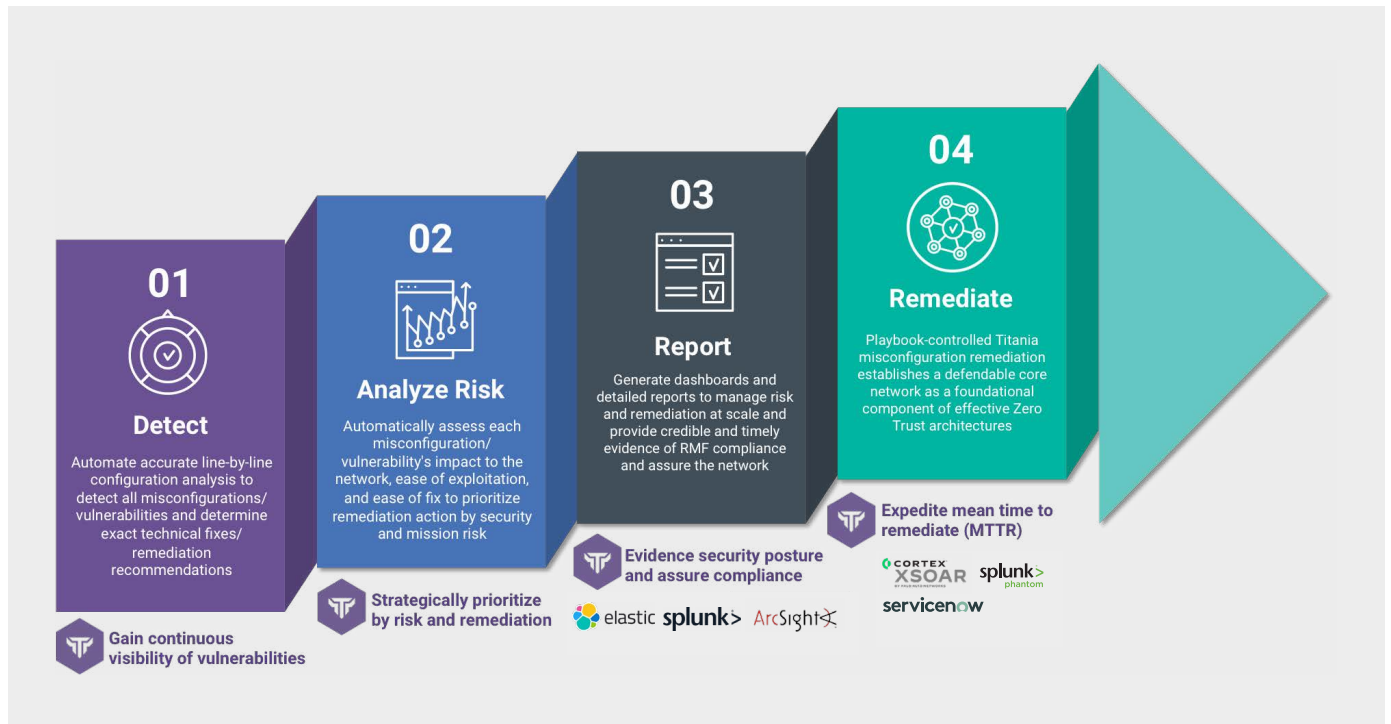 01
Detect
Automate accurate line-by-line
configuration analysis to
detect all misconfigurations/
vulnerabilities and determine
exact technical fixes/
remediation
recommendations
Gain continuous
visibility of vulnerabilities
02
Analyze Risk
Automatically assess each
misconfiguration/
vulnerability's impact to the
network, ease of exploitation,
and ease of fix to prioritize
remediation action by security
and mission risk
Strategically prioritize
by risk and remediation
03
Report
Generate dashboards and
detailed reports to manage risk
and remediation at scale and
provide credible and timely
evidence of RMF compliance
and assure the network
Evidence security posture
and assure compliance
elastic splunk> ArcSight
04
Remediate
Playbook-controlled Titania
misconfiguration remediation
establishes a defendable core
network as a foundational
component of effective Zero
Trust architectures
Expedite mean time to
remediate (MTTR)
CORTEX
XSOAR
BY PALO ALTO NETWORKS
splunk>
phantom
servicenow